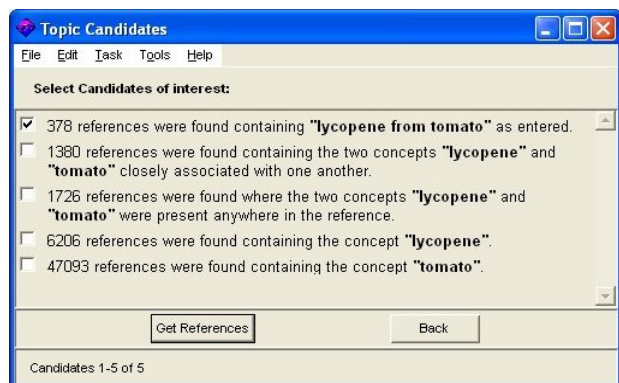 Topic Candidates
File Edit Task Tools Help
Select Candidates of interest:
378 references were found containing "lycopene from tomato" as entered.
1380 references were found containing the two concepts "lycopene" and
"tomato" closely associated with one another.
1726 references were found where the two concepts "lycopene" and
"tomato" were present anywhere in the reference.
6206 references were found containing the concept "lycopene".
47093 references were found containing the concept "tomato".
Get References Back
Candidates 1-5 of 5